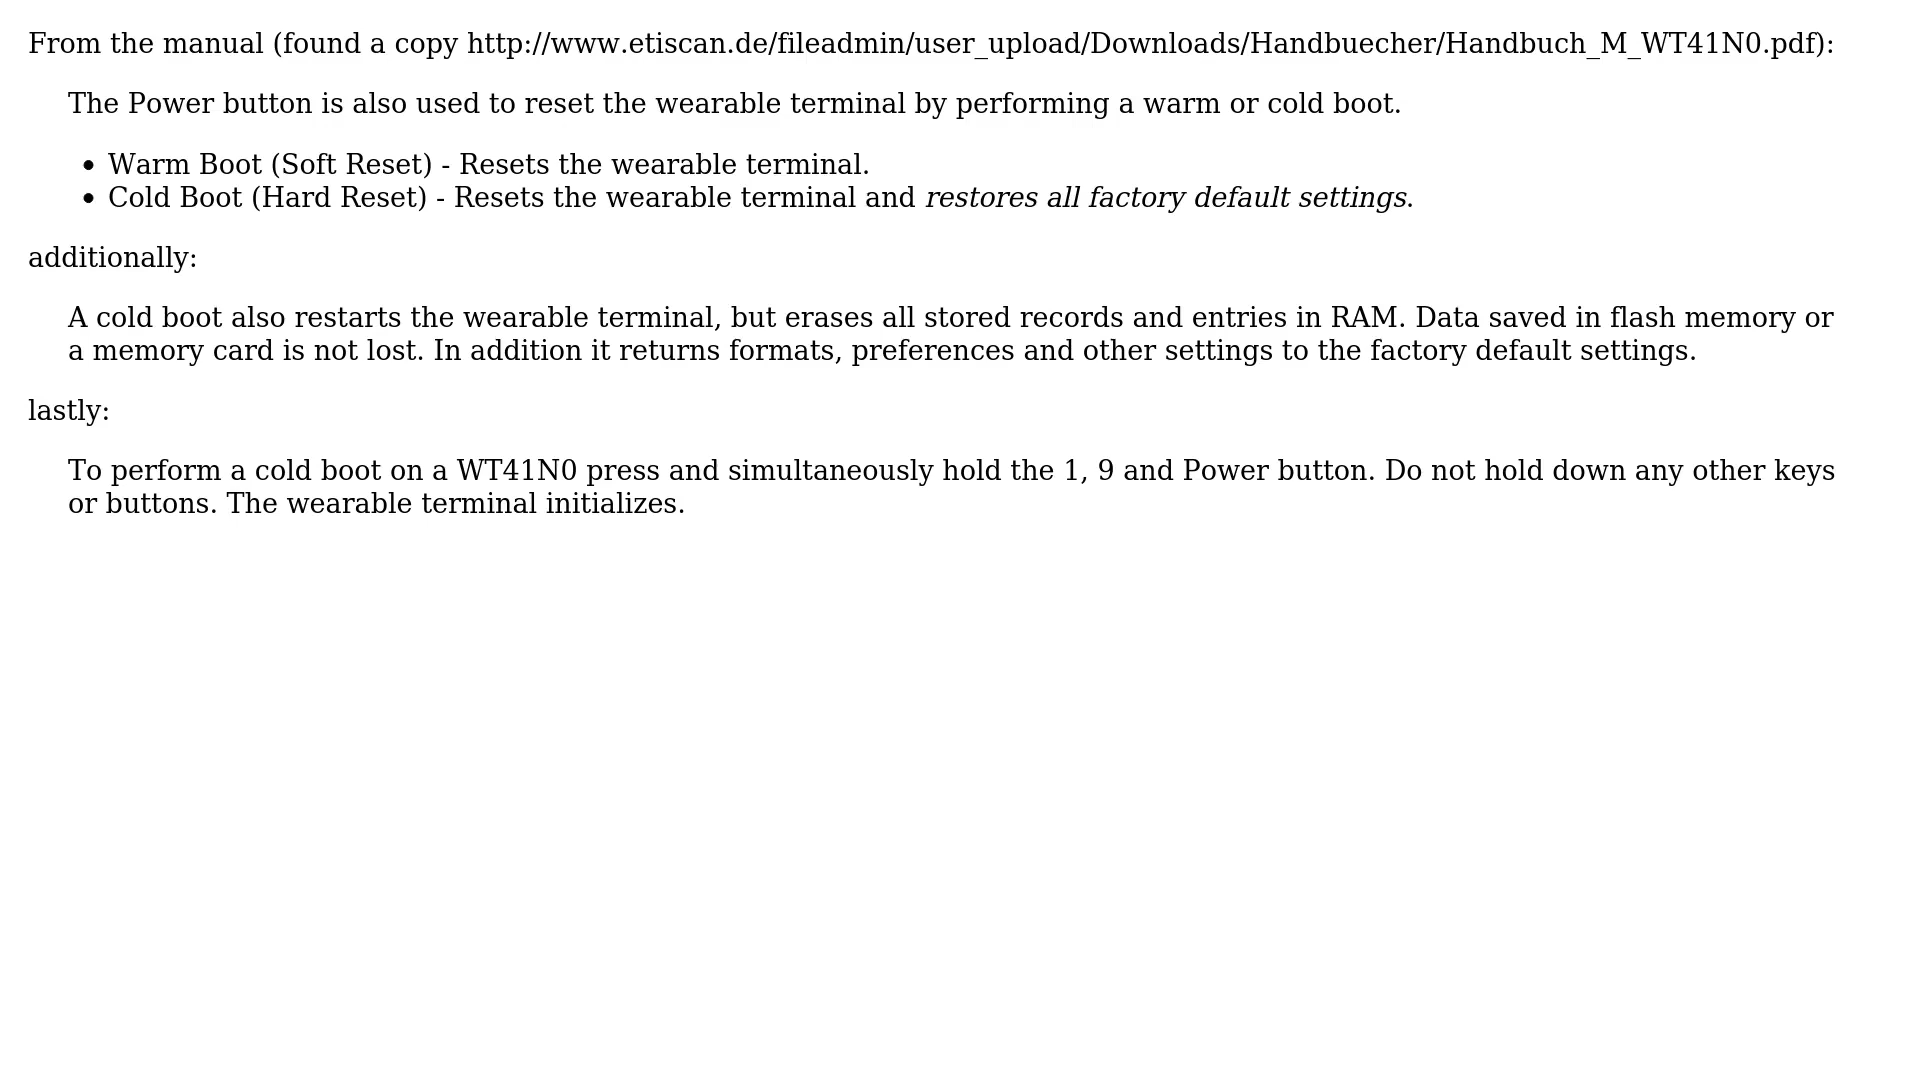 From the manual (found a copy http://www.etiscan.de/fileadmin/user_upload/Downloads/Handbuecher/Handbuch_M_WT41N0.pdf):
The Power button is also used to reset the wearable terminal by performing a warm or cold boot.
• Warm Boot (Soft Reset) - Resets the wearable terminal.
• Cold Boot (Hard Reset) - Resets the wearable terminal and restores all factory default settings.
additionally:
A cold boot also restarts the wearable terminal, but erases all stored records and entries in RAM. Data saved in flash memory or
a memory card is not lost. In addition it returns formats, preferences and other settings to the factory default settings.
lastly:
To perform a cold boot on a WT41N0 press and simultaneously hold the 1, 9 and Power button. Do not hold down any other keys
or buttons. The wearable terminal initializes.